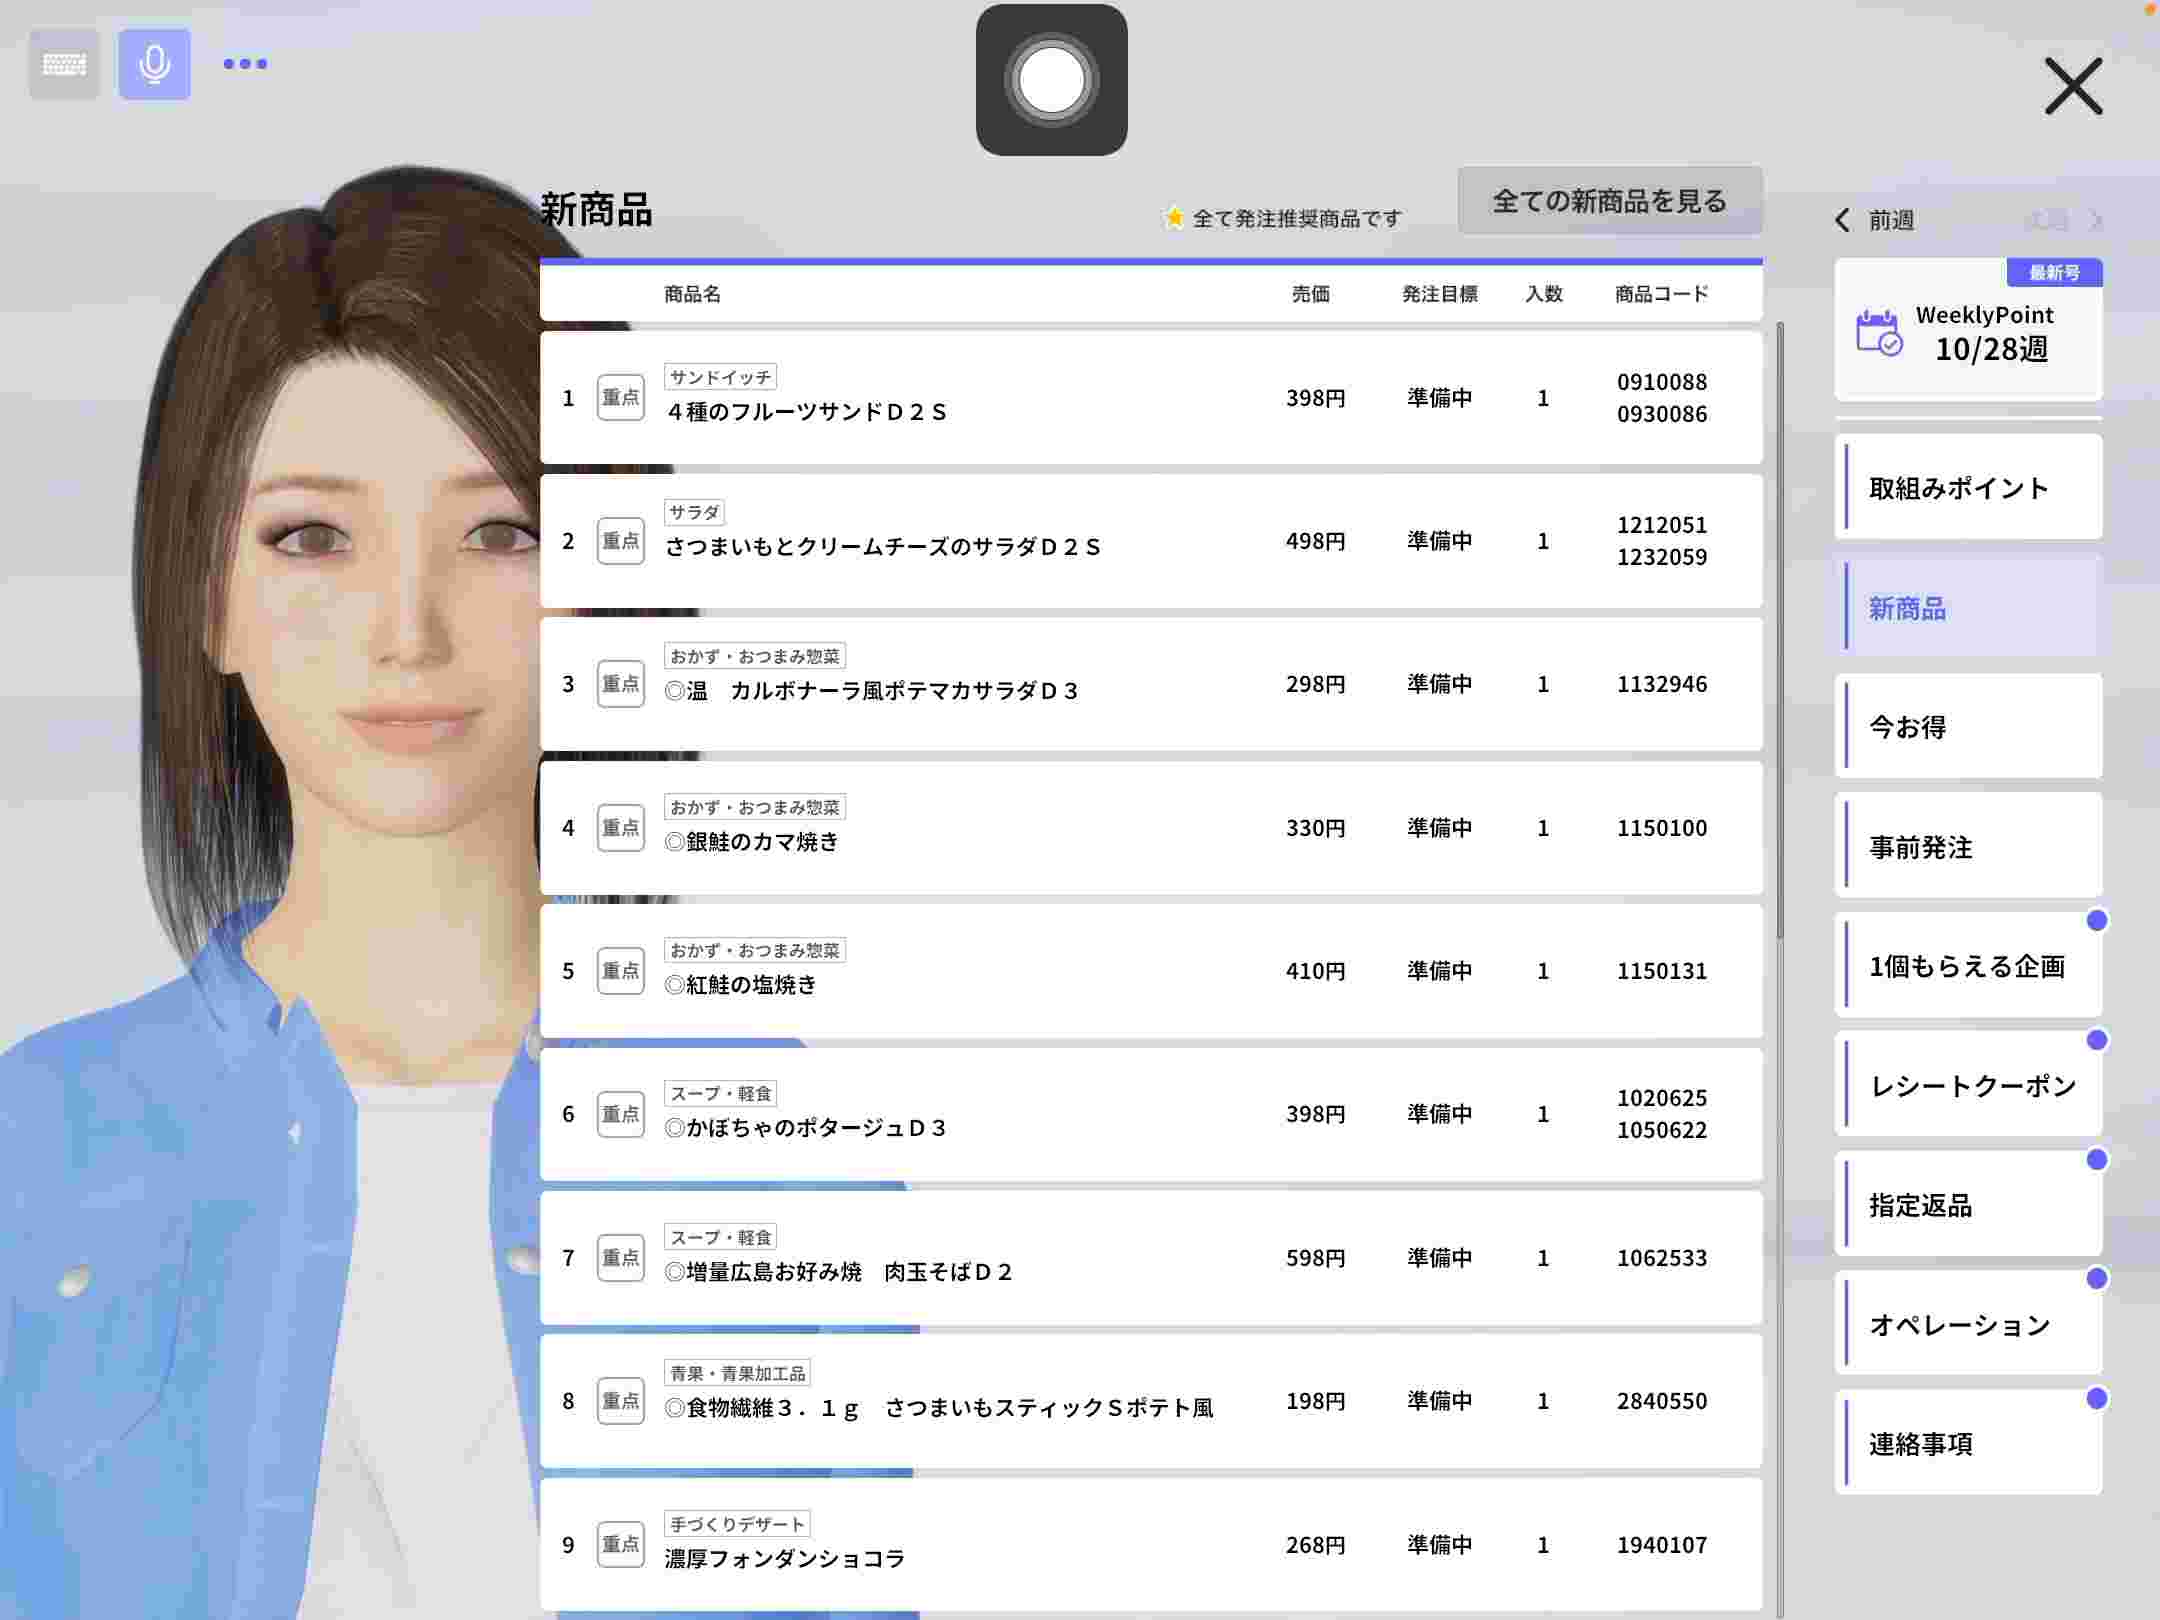 新商品
全て発注推奨商品です
全ての新商品を見る
商品名 売価 発注目標 入数 商品コード
1 重点 サンドイッチ
４種のフルーツサンドＤ２Ｓ 398円 準備中 1 0910088
0930086
2 重点 サラダ
さつまいもとクリームチーズのサラダＤ２Ｓ 498円 準備中 1 1212051
1232059
3 重点 おかず・おつまみ惣菜
◎温　カルボナーラ風ポテマカサラダＤ３ 298円 準備中 1 1132946
4 重点 おかず・おつまみ惣菜
◎銀鮭のカマ焼き 330円 準備中 1 1150100
5 重点 おかず・おつまみ惣菜
◎紅鮭の塩焼き 410円 準備中 1 1150131
6 重点 スープ・軽食
◎かぼちゃのポタージュＤ３ 398円 準備中 1 1020625
1050622
7 重点 スープ・軽食
◎増量広島お好み焼　肉玉そばＤ２ 598円 準備中 1 1062533
8 重点 青果・青果加工品
◎食物繊維３．１ｇ　さつまいもスティックＳポテト風 198円 準備中 1 2840550
9 重点 手づくりデザート
濃厚フォンダンショコラ 268円 準備中 1 1940107
前週
最新号
WeeklyPoint
10/28週
取組みポイント
新商品
今お得
事前発注
1個もらえる企画
レシートクーポン
指定返品
オペレーション
連絡事項